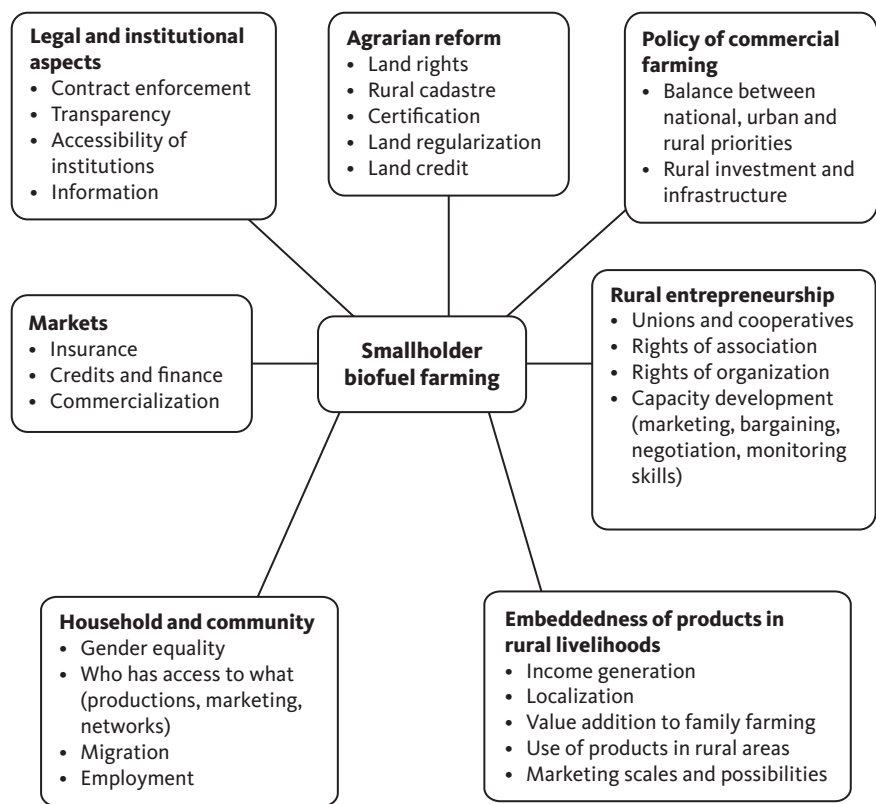 Legal and institutional
aspects
• Contract enforcement
• Transparency
• Accessibility of
institutions
• Information
Agrarian reform
• Land rights
• Rural cadastre
• Certification
• Land regularization
• Land credit
Policy of commercial
farming
• Balance between
national, urban and
rural priorities
• Rural investment and
infrastructure
Markets
• Insurance
• Credits and finance
• Commercialization
Smallholder
biofuel farming
Rural entrepreneurship
• Unions and cooperatives
• Rights of association
• Rights of organization
• Capacity development
(marketing, bargaining,
negotiation, monitoring
skills)
Household and community
• Gender equality
• Who has access to what
(productions, marketing,
networks)
• Migration
• Employment
Embeddedness of products in
rural livelihoods
• Income generation
• Localization
• Value addition to family farming
• Use of products in rural areas
• Marketing scales and possibilities